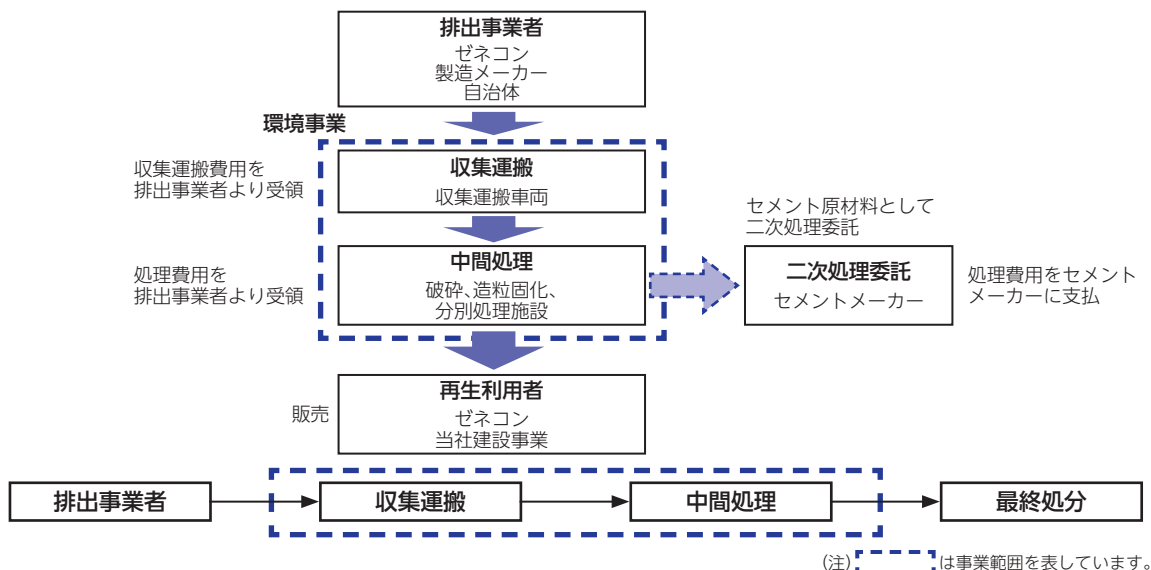 排出事業者
ゼネコン
製造メーカー
自治体
環境事業
収集運搬費用を
排出事業者より受領
収集運搬
収集運搬車両
処理費用を
排出事業者より受領
中間処理
破砕、造粒固化、
分別処理施設
セメント原材料として
二次処理委託
二次処理委託
セメントメーカー
処理費用をセメント
メーカーに支払
販売
再生利用者
ゼネコン
当社建設事業
排出事業者
収集運搬
中間処理
最終処分
(注) は事業範囲を表しています。